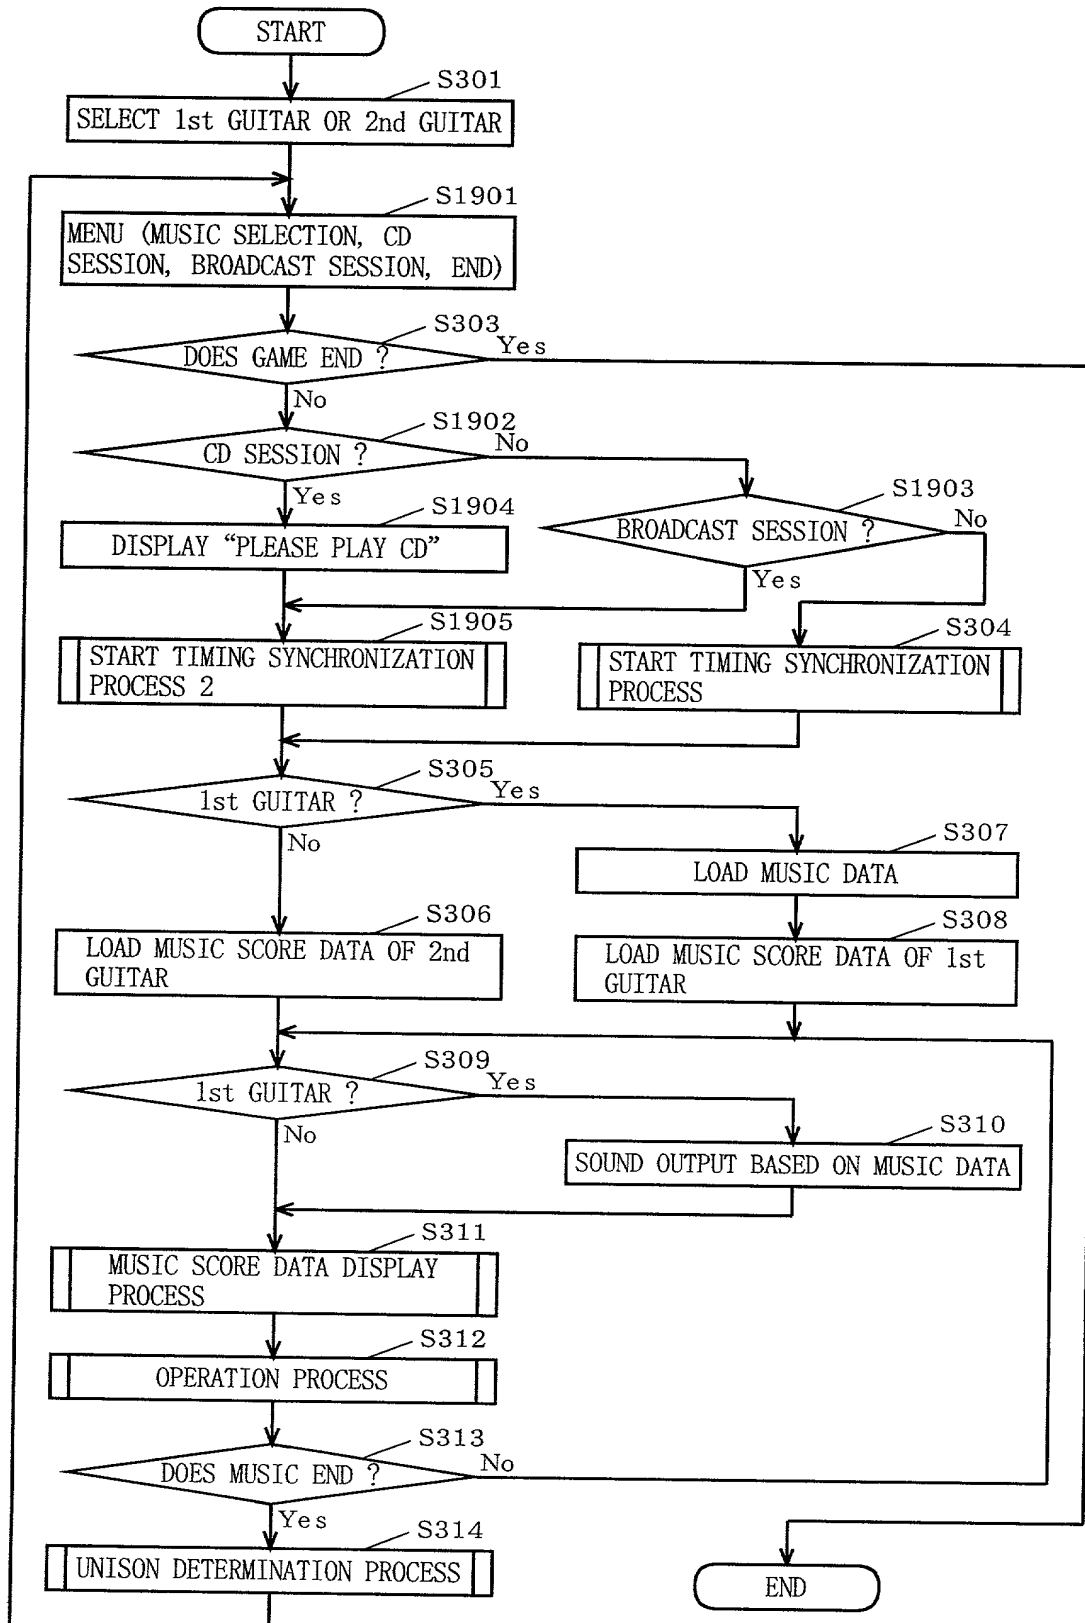 START
S301
SELECT 1st GUITAR OR 2nd GUITAR
S1901
MENU (MUSIC SELECTION, CD
SESSION, BROADCAST SESSION, END)
S303
DOES GAME END ?
Yes
No
S1902
CD SESSION ?
No
Yes
S1903
BROADCAST SESSION ?
No
Yes
S1904
DISPLAY “PLEASE PLAY CD”
S1905
START TIMING SYNCHRONIZATION
PROCESS 2
S304
START TIMING SYNCHRONIZATION
PROCESS
S305
1st GUITAR ?
Yes
No
S307
LOAD MUSIC DATA
S306
LOAD MUSIC SCORE DATA OF 2nd
GUITAR
S308
LOAD MUSIC SCORE DATA OF 1st
GUITAR
S309
1st GUITAR ?
Yes
No
S310
SOUND OUTPUT BASED ON MUSIC DATA
S311
MUSIC SCORE DATA DISPLAY
PROCESS
S312
OPERATION PROCESS
S313
DOES MUSIC END ?
No
Yes
S314
UNISON DETERMINATION PROCESS
END